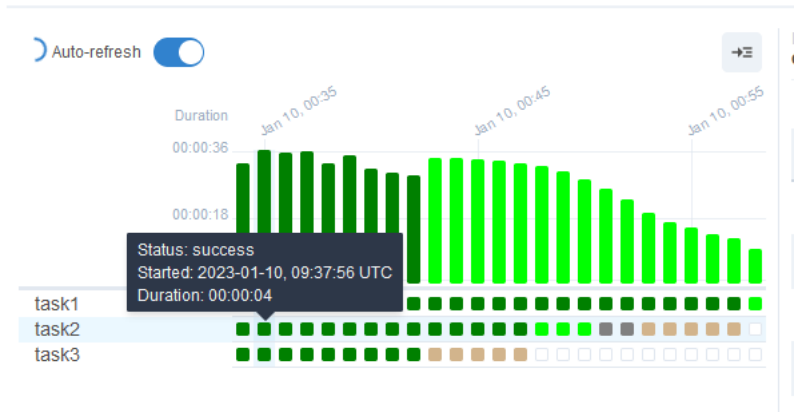 Auto-refresh
Jan 10, 00:35
Jan 10, 00:45
Jan 10, 00:55
Duration
00:00:36
00:00:18
Status: success
Started: 2023-01-10, 09:37:56 UTC
Duration: 00:00:04
task1
task2
task3